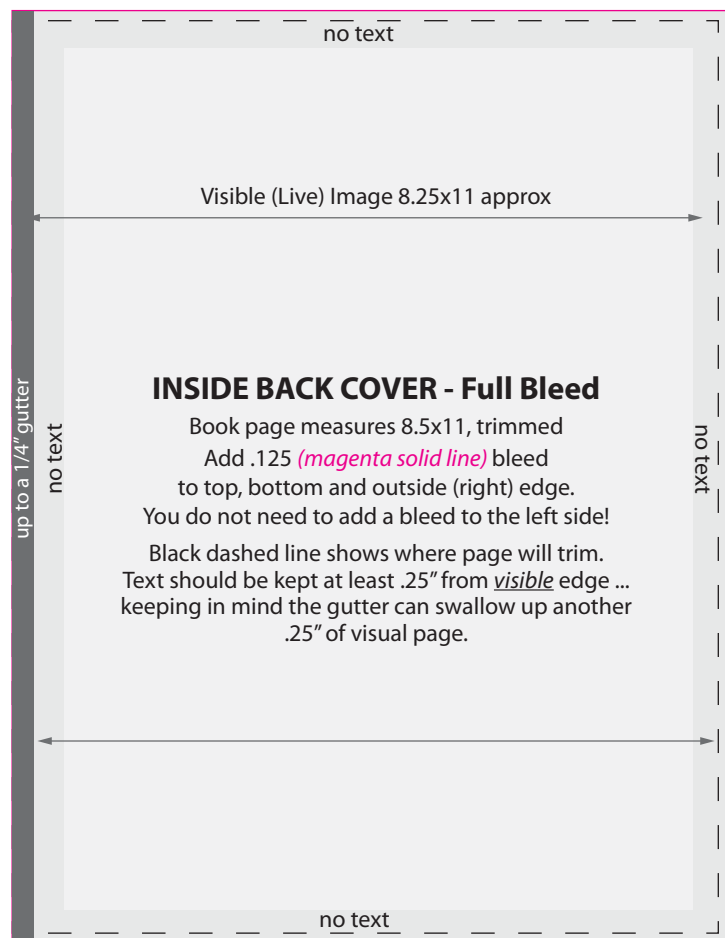 no text
Visible (Live) Image 8.25x11 approx
INSIDE BACK COVER - Full Bleed
Book page measures 8.5x11, trimmed
Add .125 (magenta solid line) bleed
to top, bottom and outside (right) edge.
You do not need to add a bleed to the left side!
Black dashed line shows where page will trim.
Text should be kept at least .25" from visible edge ...
keeping in mind the gutter can swallow up another
.25" of visual page.
up to a 1/4" gutter
no text
no text
no text